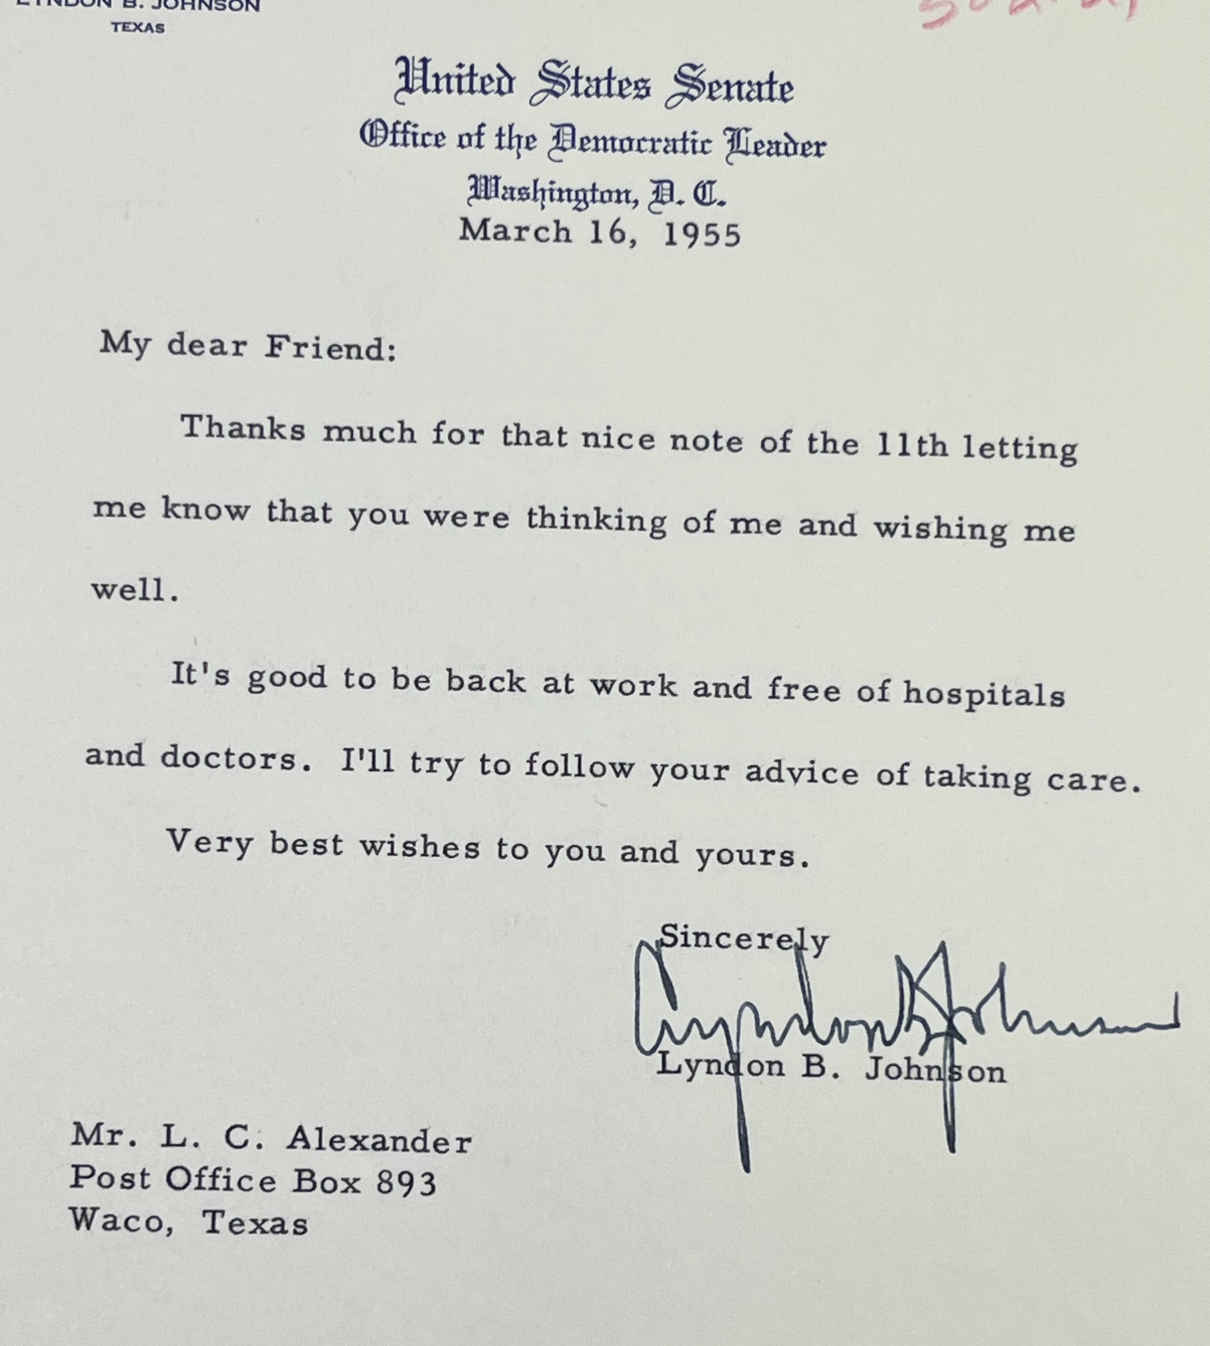 LYNDON B. JOHNSON
TEXAS
United States Senate
Office of the Democratic Leader
Washington, D. C.
March 16, 1955
My dear Friend:
Thanks much for that nice note of the 11th letting
me know that you were thinking of me and wishing me
well.
It's good to be back at work and free of hospitals
and doctors. I'll try to follow your advice of taking care.
Very best wishes to you and yours.
Sincerely
Lyndon B Johnson
Lyndon B. Johnson
Mr. L. C. Alexander
Post Office Box 893
Waco, Texas